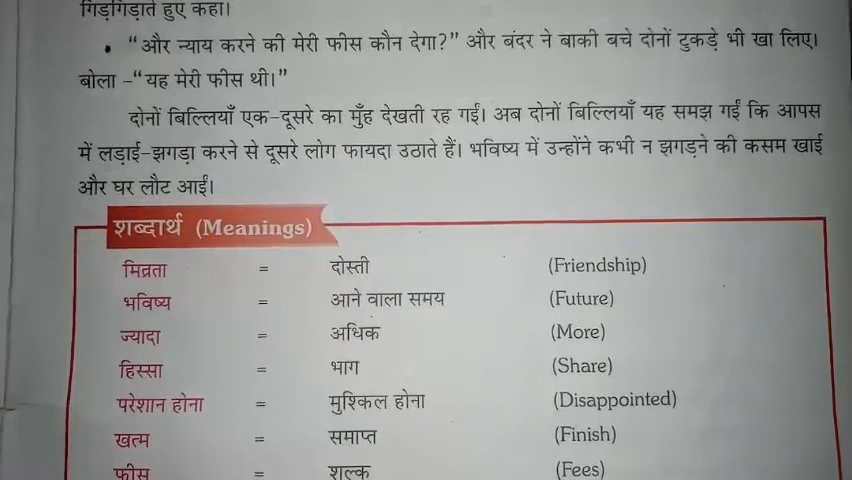 गिड़गिड़ाते हुए कहा।
• “और न्याय करने की मेरी फीस कौन देगा?” और बंदर ने बाकी बचे दोनों टुकड़े भी खा लिए।
बोला -“यह मेरी फीस थी।”
दोनों बिल्लियाँ एक-दूसरे का मुँह देखती रह गईं। अब दोनों बिल्लियाँ यह समझ गईं कि आपस
में लड़ाई-झगड़ा करने से दूसरे लोग फायदा उठाते हैं। भविष्य में उन्होंने कभी न झगड़ने की कसम खाई
और घर लौट आईं।
शब्दार्थ (Meanings)
मित्रता = दोस्ती (Friendship)
भविष्य = आने वाला समय (Future)
ज्यादा = अधिक (More)
हिस्सा = भाग (Share)
परेशान होना = मुश्किल होना (Disappointed)
खत्म = समाप्त (Finish)
फीस = शुल्क (Fees)